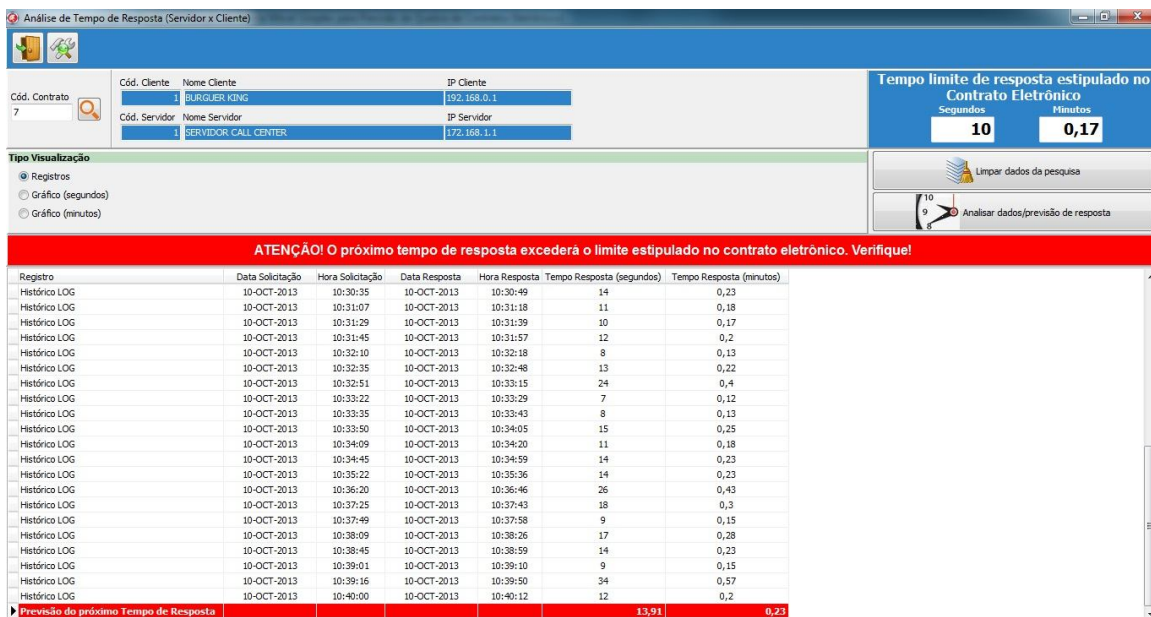 Análise de Tempo de Resposta (Servidor x Cliente)
Cód. Contrato
7
Cód. Cliente Nome Cliente IP Cliente
1 BURGUER KING 192.168.0.1
Cód. Servidor Nome Servidor IP Servidor
1 SERVIDOR CALL CENTER 172.168.1.1
Tempo limite de resposta estipulado no
Contrato Eletrônico
Segundos Minutos
10 0,17
Tipo Visualização
Registros
Gráfico (segundos)
Gráfico (minutos)
Limpar dados da pesquisa
10
9
8
Analisar dados/previsão de resposta
ATENÇÃO! O próximo tempo de resposta excederá o limite estipulado no contrato eletrônico. Verifique!
Registro Data Solicitação Hora Solicitação Data Resposta Hora Resposta Tempo Resposta (segundos) Tempo Resposta (minutos)
Histórico LOG 10-OCT-2013 10:30:35 10-OCT-2013 10:30:49 14 0,23
Histórico LOG 10-OCT-2013 10:31:07 10-OCT-2013 10:31:18 11 0,18
Histórico LOG 10-OCT-2013 10:31:29 10-OCT-2013 10:31:39 10 0,17
Histórico LOG 10-OCT-2013 10:31:45 10-OCT-2013 10:31:57 12 0,2
Histórico LOG 10-OCT-2013 10:32:10 10-OCT-2013 10:32:18 8 0,13
Histórico LOG 10-OCT-2013 10:32:35 10-OCT-2013 10:32:48 13 0,22
Histórico LOG 10-OCT-2013 10:32:51 10-OCT-2013 10:33:15 24 0,4
Histórico LOG 10-OCT-2013 10:33:22 10-OCT-2013 10:33:29 7 0,12
Histórico LOG 10-OCT-2013 10:33:35 10-OCT-2013 10:33:43 8 0,13
Histórico LOG 10-OCT-2013 10:33:50 10-OCT-2013 10:34:05 15 0,25
Histórico LOG 10-OCT-2013 10:34:09 10-OCT-2013 10:34:20 11 0,18
Histórico LOG 10-OCT-2013 10:34:45 10-OCT-2013 10:34:59 14 0,23
Histórico LOG 10-OCT-2013 10:35:22 10-OCT-2013 10:35:36 14 0,23
Histórico LOG 10-OCT-2013 10:36:20 10-OCT-2013 10:36:46 26 0,43
Histórico LOG 10-OCT-2013 10:37:25 10-OCT-2013 10:37:43 18 0,3
Histórico LOG 10-OCT-2013 10:37:49 10-OCT-2013 10:37:58 9 0,15
Histórico LOG 10-OCT-2013 10:38:09 10-OCT-2013 10:38:26 17 0,28
Histórico LOG 10-OCT-2013 10:38:45 10-OCT-2013 10:38:59 14 0,23
Histórico LOG 10-OCT-2013 10:39:01 10-OCT-2013 10:39:10 9 0,15
Histórico LOG 10-OCT-2013 10:39:16 10-OCT-2013 10:39:50 34 0,57
Histórico LOG 10-OCT-2013 10:40:00 10-OCT-2013 10:40:12 12 0,2
Previsão do próximo Tempo de Resposta 13,91 0,23